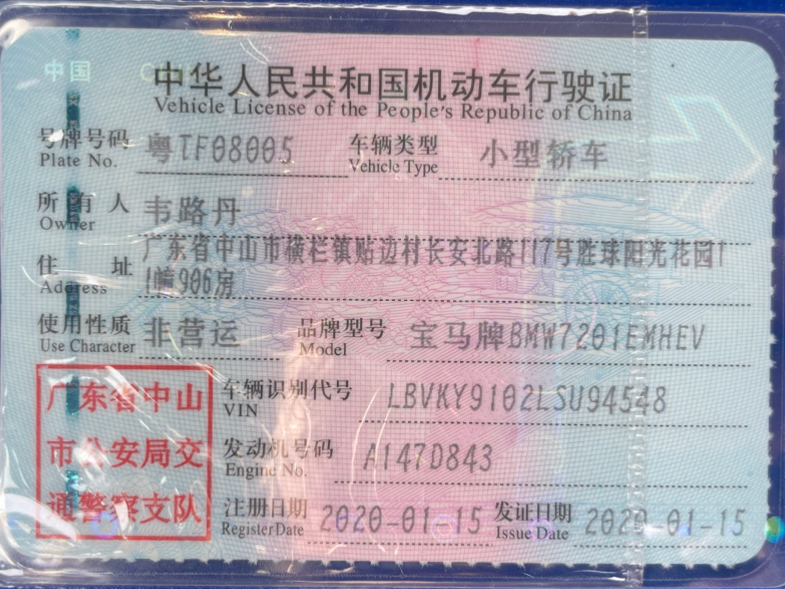 中国
中华人民共和国机动车行驶证
Vehicle License of the People's Republic of China
号牌号码 粤TF08005 车辆类型 小型轿车
Plate No. Vehicle Type
所有人 韦路丹
Owner
住址 广东省中山市横栏镇贴边村长安北路117号胜球阳光花园1
Address 1幢906房
使用性质 非营运 品牌型号 宝马牌BMW7201EMHEV
Use Character Model
广东省中山 车辆识别代号 LBVKY9102LSU94548
VIN
市公安局交 发动机号码 A147D843
Engine No.
通警察支队 注册日期 2020-01-15 发证日期 2020-01-15
Register Date Issue Date